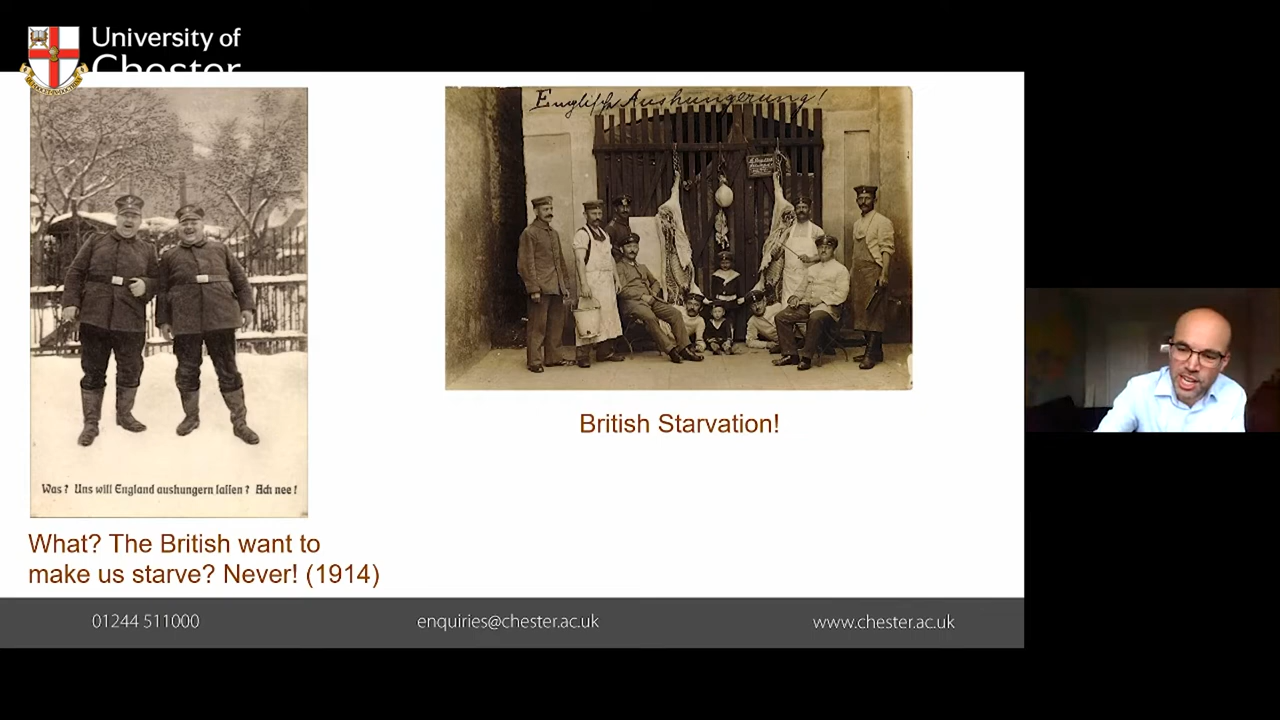 University of
Chester
Englische Aushungerung!
Was? Uns will England aushungern lassen? Ach nee!
British Starvation!
What? The British want to
make us starve? Never! (1914)
01244 511000
enquiries@chester.ac.uk
www.chester.ac.uk